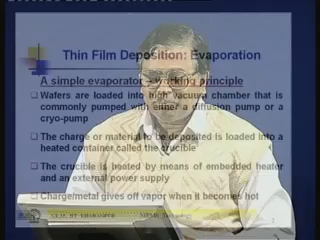 Thin Film Deposition: Evaporation
A simple evaporator – working principle
Wafers are loaded into high vacuum chamber that is
commonly pumped with either a diffusion pump or a
cryo-pump
The charge or material to be deposited is loaded into a
heated container called the crucible
The crucible is heated by means of embedded heater
and an external power supply
Charge/metal gives off vapor when it becomes hot